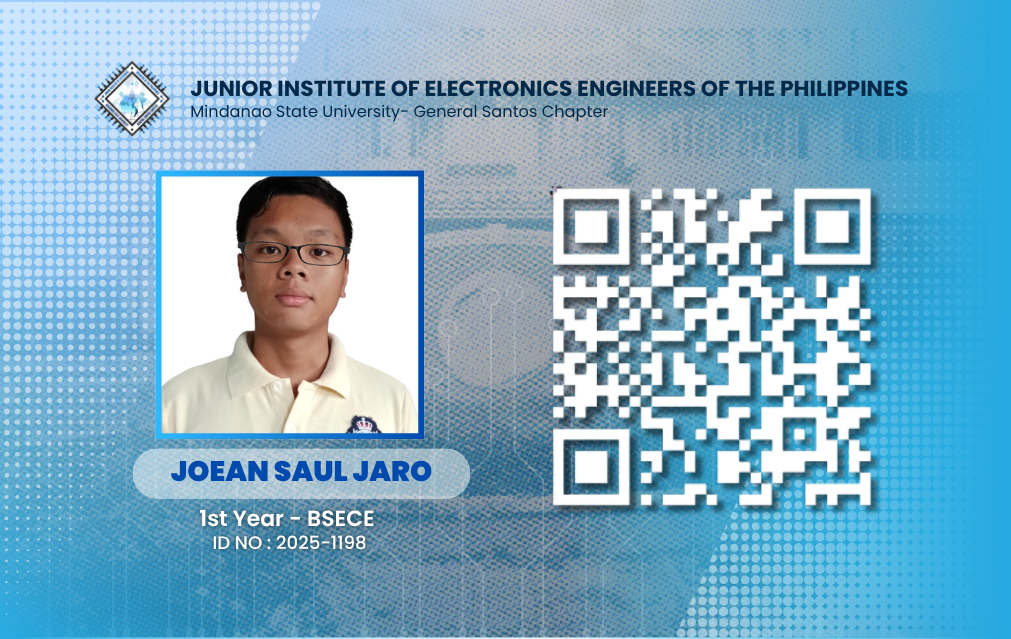 JUNIOR INSTITUTE OF ELECTRONICS ENGINEERS OF THE PHILIPPINES
Mindanao State University- General Santos Chapter
JOEAN SAUL JARO
1st Year - BSECE
ID NO : 2025-1198